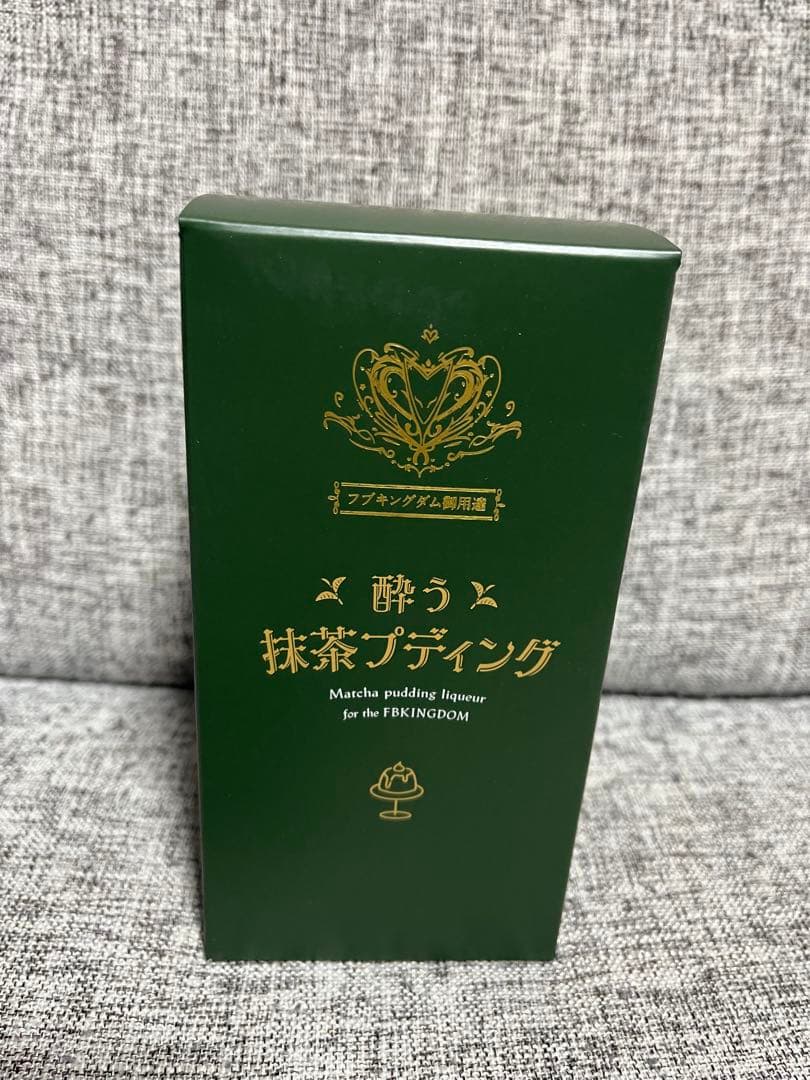 フブキングダム御用達
酔う
抹茶プディング
Matcha pudding liqueur
for the FBKINGDOM